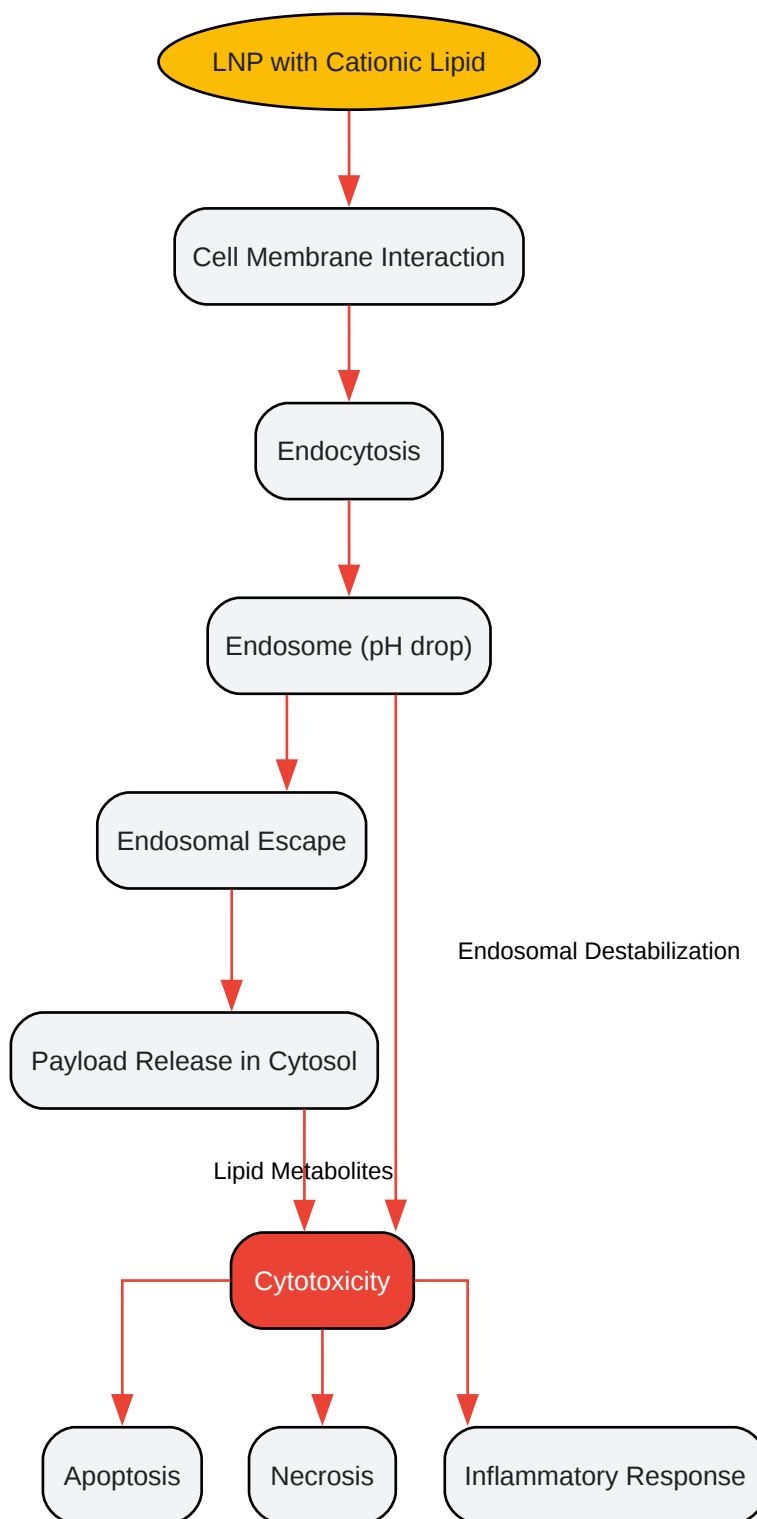 LNP with Cationic Lipid
Cell Membrane Interaction
Endocytosis
Endosome (pH drop)
Endosomal Escape
Endosomal Destabilization
Payload Release in Cytosol
Lipid Metabolites
Cytotoxicity
Apoptosis
Necrosis
Inflammatory Response